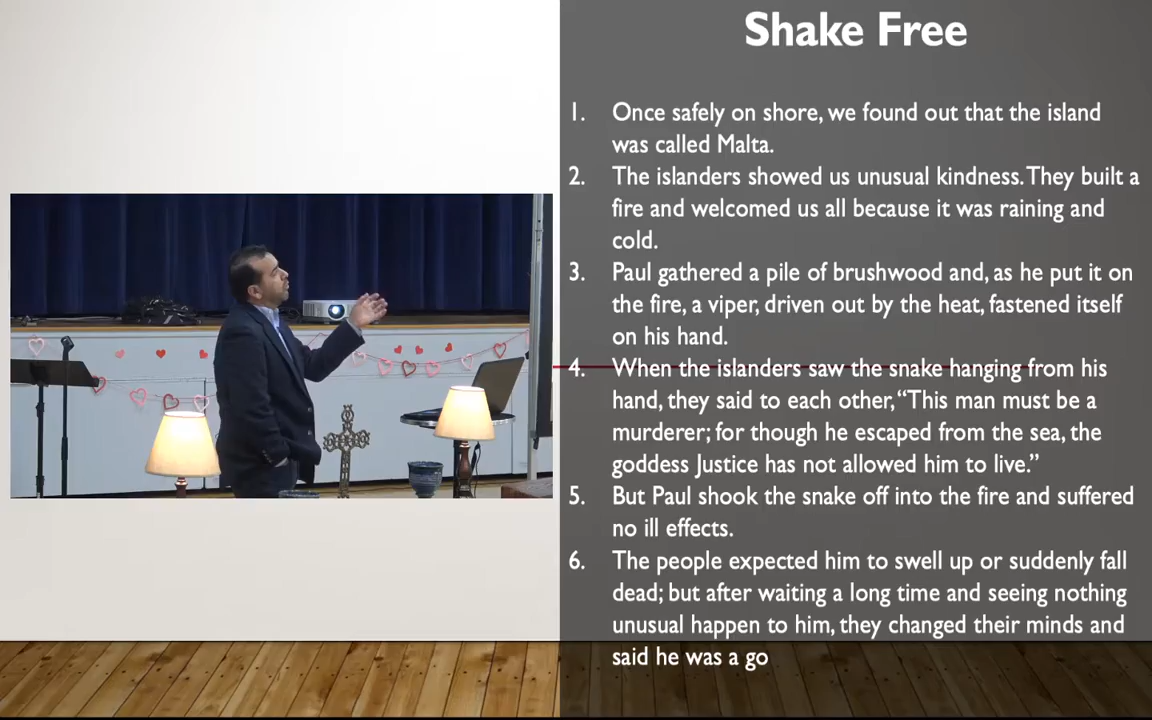 Shake Free
1. Once safely on shore, we found out that the island
was called Malta.
2. The islanders showed us unusual kindness. They built a
fire and welcomed us all because it was raining and
cold.
3. Paul gathered a pile of brushwood and, as he put it on
the fire, a viper, driven out by the heat, fastened itself
on his hand.
4. When the islanders saw the snake hanging from his
hand, they said to each other, “This man must be a
murderer; for though he escaped from the sea, the
goddess Justice has not allowed him to live.”
5. But Paul shook the snake off into the fire and suffered
no ill effects.
6. The people expected him to swell up or suddenly fall
dead; but after waiting a long time and seeing nothing
unusual happen to him, they changed their minds and
said he was a go